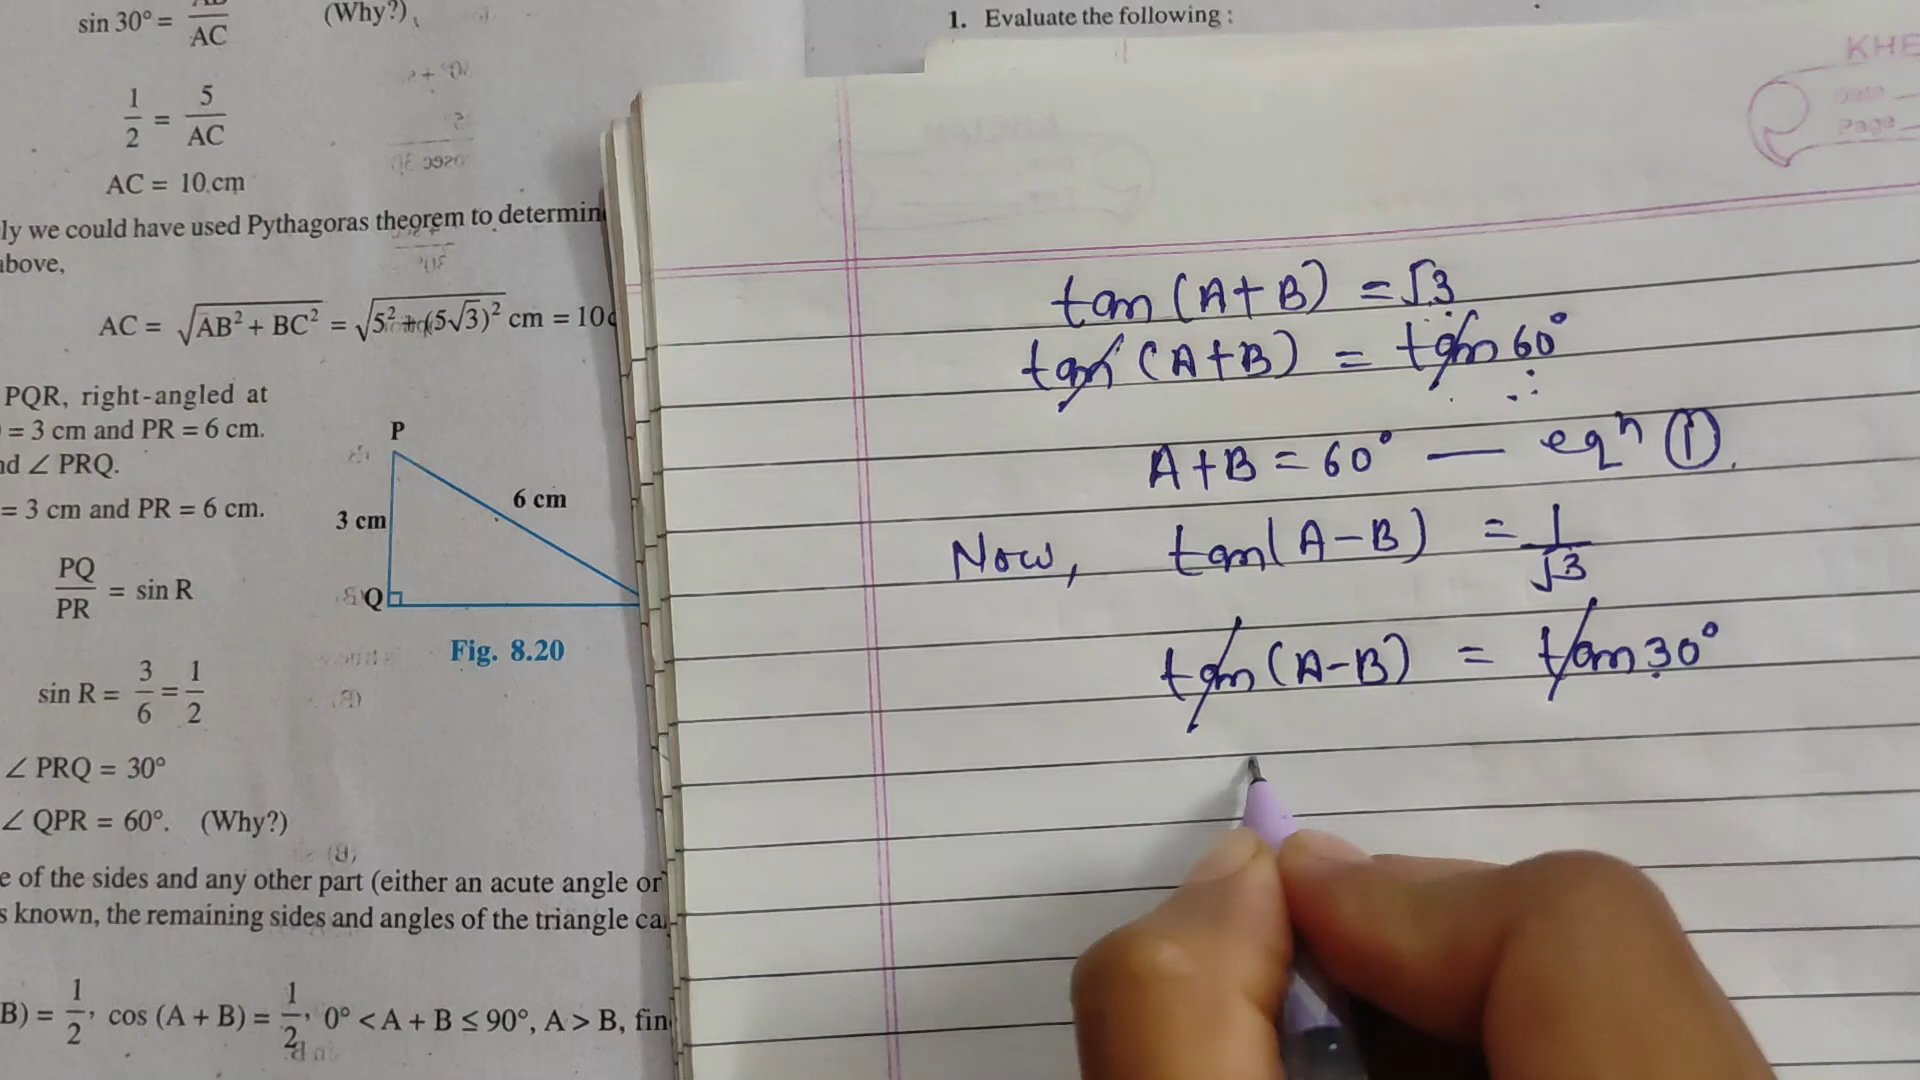 sin 30° = AB/AC (Why?)
1/2 = 5/AC
AC = 10 cm
ly we could have used Pythagoras theorem to determin
above,
AC = √AB² + BC² = √5² + (5√3)² cm = 10c
PQR, right-angled at
= 3 cm and PR = 6 cm.
∠ PRQ.
= 3 cm and PR = 6 cm.
PQ/PR = sin R
sin R = 3/6 = 1/2
∠ PRQ = 30°
∠ QPR = 60°. (Why?)
P
3 cm
6 cm
Q
Fig. 8.20
e of the sides and any other part (either an acute angle or
s known, the remaining sides and angles of the triangle ca
B) = 1/2, cos (A + B) = 1/2, 0° < A + B ≤ 90°, A > B, fin
1. Evaluate the following :
KHE
Page
tan (A+B) = √3
tan (A+B) = tan 60°
A+B = 60° — eqⁿ ①.
Now, tan(A-B) = 1/√3
tan (A-B) = tan 30°